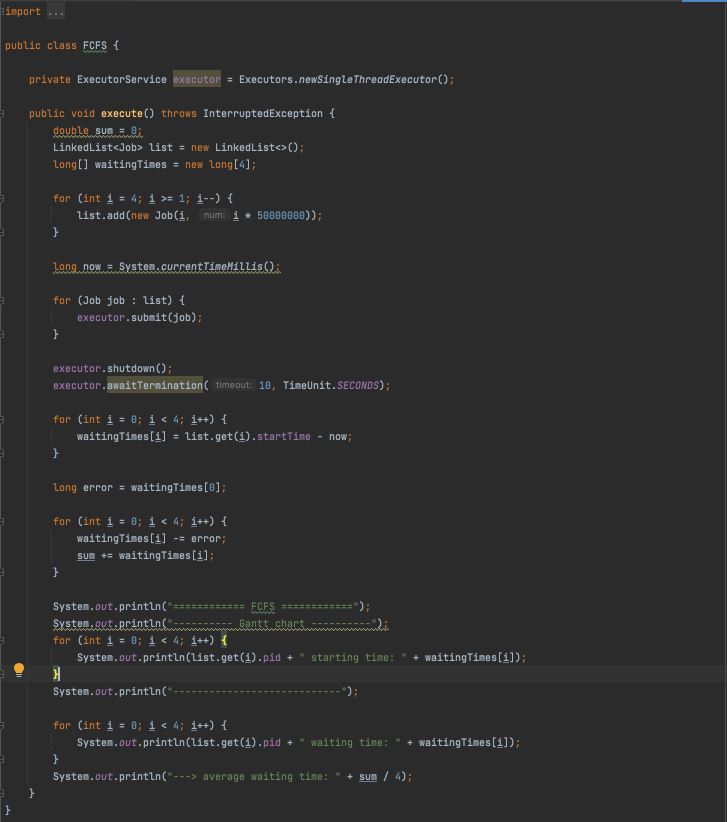 import ...
public class FCFS {
private ExecutorService executor = Executors.newSingleThreadExecutor();
public void execute() throws InterruptedException {
double sum = 0;
LinkedList<Job> list = new LinkedList<>();
long[] waitingTimes = new long[4];
for (int i = 4; i >= 1; i--) {
list.add(new Job(i, num: i * 50000000));
}
long now = System.currentTimeMillis();
for (Job job : list) {
executor.submit(job);
}
executor.shutdown();
executor.awaitTermination( timeout: 10, TimeUnit.SECONDS);
for (int i = 0; i < 4; i++) {
waitingTimes[i] = list.get(i).startTime - now;
}
long error = waitingTimes[0];
for (int i = 0; i < 4; i++) {
waitingTimes[i] -= error;
sum += waitingTimes[i];
}
System.out.println("============ FCFS ============");
System.out.println("---------- Gantt chart ----------");
for (int i = 0; i < 4; i++) {
System.out.println(list.get(i).pid + " starting time: " + waitingTimes[i]);
}
System.out.println("----------------------------");
for (int i = 0; i < 4; i++) {
System.out.println(list.get(i).pid + " waiting time: " + waitingTimes[i]);
}
System.out.println("---> average waiting time: " + sum / 4);
}
}